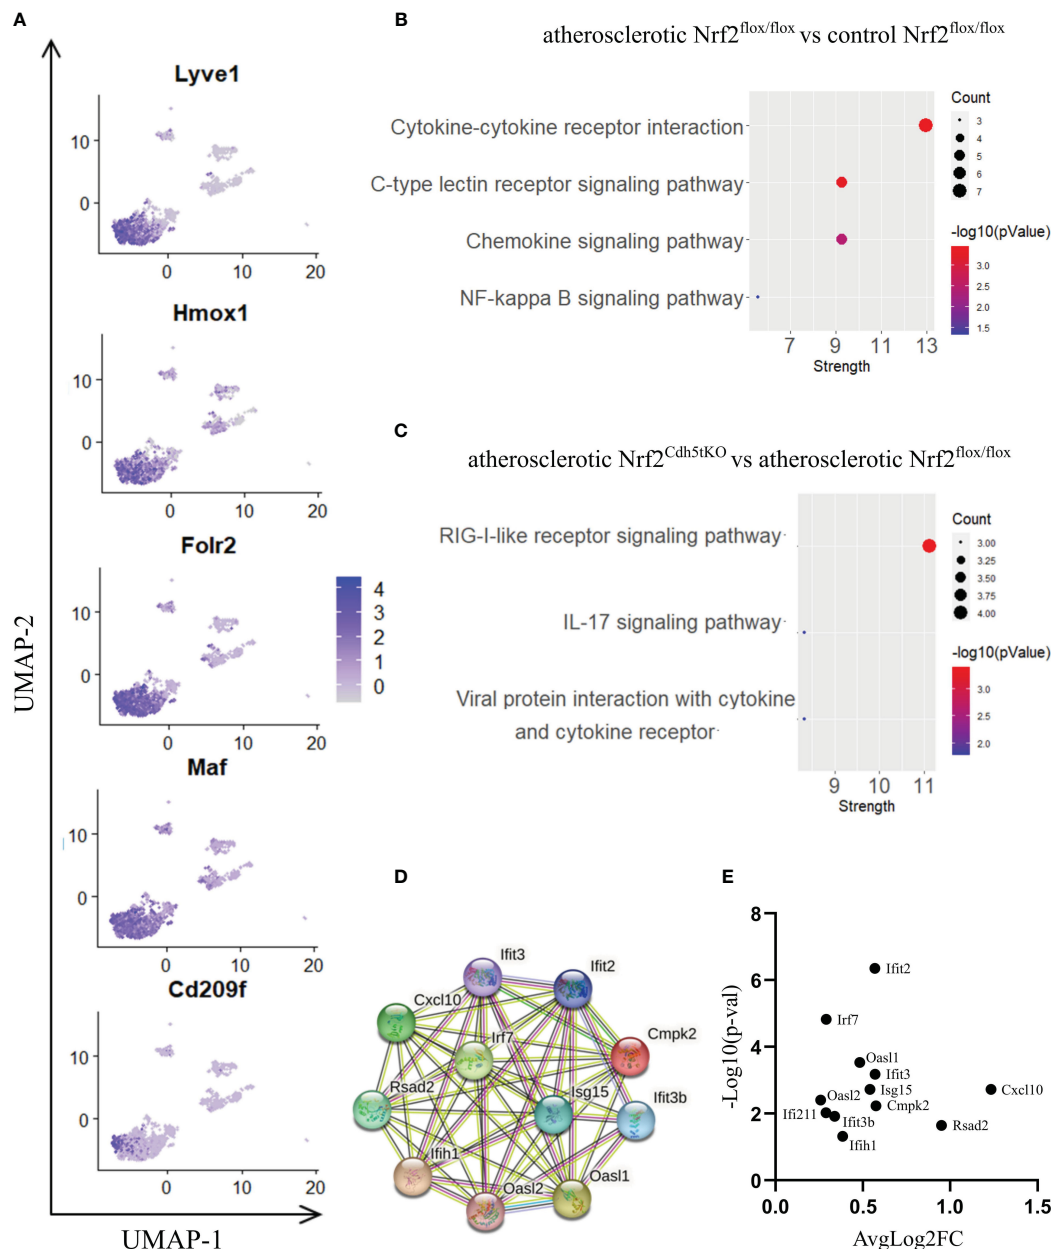 A
UMAP-2
UMAP-1
Lyve1
10
0
0
10
20
Hmox1
10
0
0
10
20
Folr2
10
0
0
10
20
4
3
2
1
0
Maf
10
0
0
10
20
Cd209f
10
0
0
10
20
B
atherosclerotic Nrf2flox/flox vs control Nrf2flox/flox
Cytokine-cytokine receptor interaction
C-type lectin receptor signaling pathway
Chemokine signaling pathway
NF-kappa B signaling pathway
7
9
11
13
Strength
Count
3
4
5
6
7
-log10(pValue)
3.0
2.5
2.0
1.5
C
atherosclerotic Nrf2Cdh5tKO vs atherosclerotic Nrf2flox/flox
RIG-I-like receptor signaling pathway
IL-17 signaling pathway
Viral protein interaction with cytokine
and cytokine receptor
9
10
11
Strength
Count
3.00
3.25
3.50
3.75
4.00
-log10(pValue)
3.0
2.5
2.0
D
Ifit3
Ifit2
Cxcl10
Cmpk2
Irf7
Rsad2
Isg15
Ifit3b
Ifih1
Oasl1
Oasl2
E
-Log10(p-val)
8
6
4
2
0
Ifit2
Irf7
Oasl1
Ifit3
Isg15
Cxcl10
Oasl2
Cmpk2
Ifi211
Ifit3b
Rsad2
Ifih1
0.0
0.5
1.0
1.5
AvgLog2FC